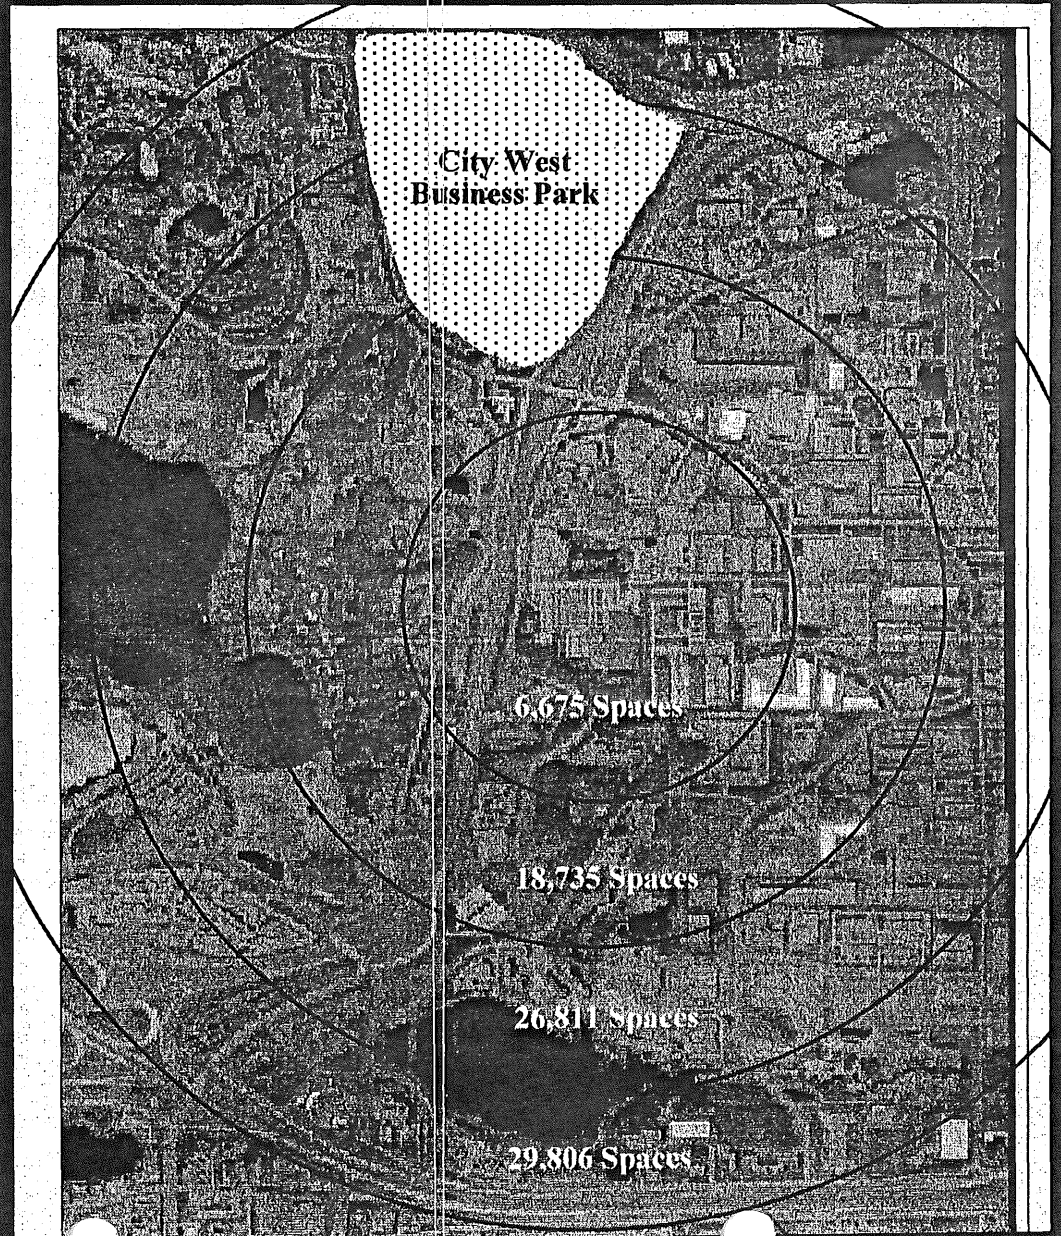 City West
Business Park
6,675 Spaces
18,735 Spaces
26,811 Spaces
29,806 Spaces